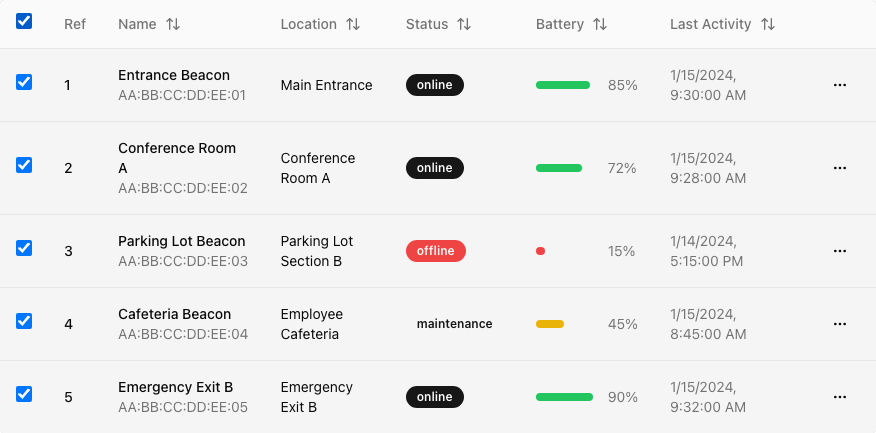 Ref Name Location Status Battery Last Activity
1 Entrance Beacon Main Entrance online 85% 1/15/2024,
AA:BB:CC:DD:EE:01 9:30:00 AM
2 Conference Room Conference online 72% 1/15/2024,
A Room A 9:28:00 AM
AA:BB:CC:DD:EE:02
3 Parking Lot Beacon Parking Lot offline 15% 1/14/2024,
AA:BB:CC:DD:EE:03 Section B 5:15:00 PM
4 Cafeteria Beacon Employee maintenance 45% 1/15/2024,
AA:BB:CC:DD:EE:04 Cafeteria 8:45:00 AM
5 Emergency Exit B Emergency online 90% 1/15/2024,
AA:BB:CC:DD:EE:05 Exit B 9:32:00 AM